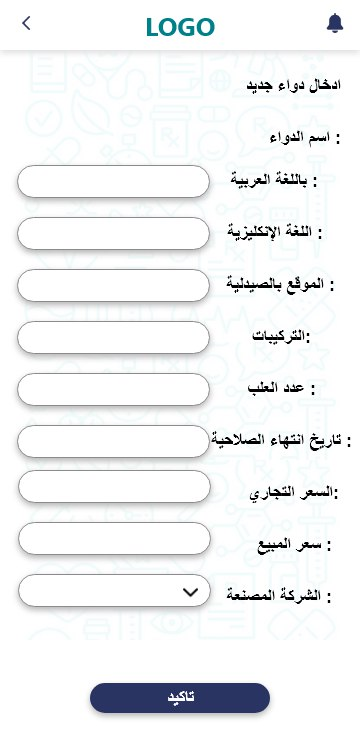 LOGO
ادخال دواء جديد
اسم الدواء :
باللغة العربية :
اللغة الإنكليزية :
الموقع بالصيدلية :
التركيبات:
عدد العلب :
تاريخ انتهاء الصلاحية :
السعر التجاري:
سعر المبيع :
الشركة المصنعة :
تاكيد